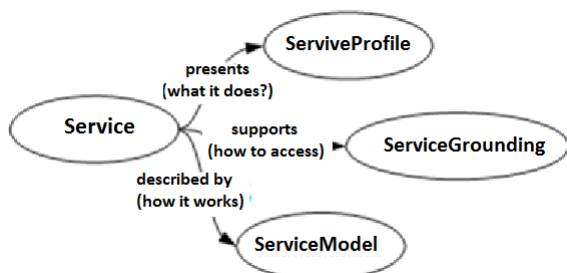 ServiveProfile
presents
(what it does?)
Service
supports
(how to access)
ServiceGrounding
described by
(how it works)
ServiceModel